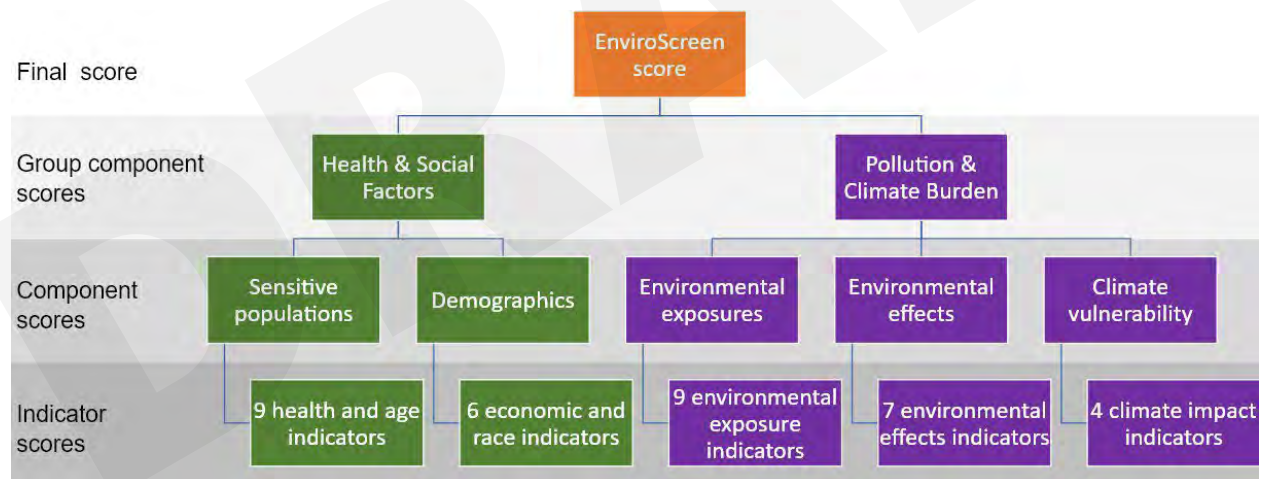 EnviroScreen
score
Final score
Group component
scores
Health & Social
Factors
Pollution &
Climate Burden
Component
scores
Sensitive
populations
Demographics
Environmental
exposures
Environmental
effects
Climate
vulnerability
Indicator
scores
9 health and age
indicators
6 economic and
race indicators
9 environmental
exposure
indicators
7 environmental
effects indicators
4 climate impact
indicators